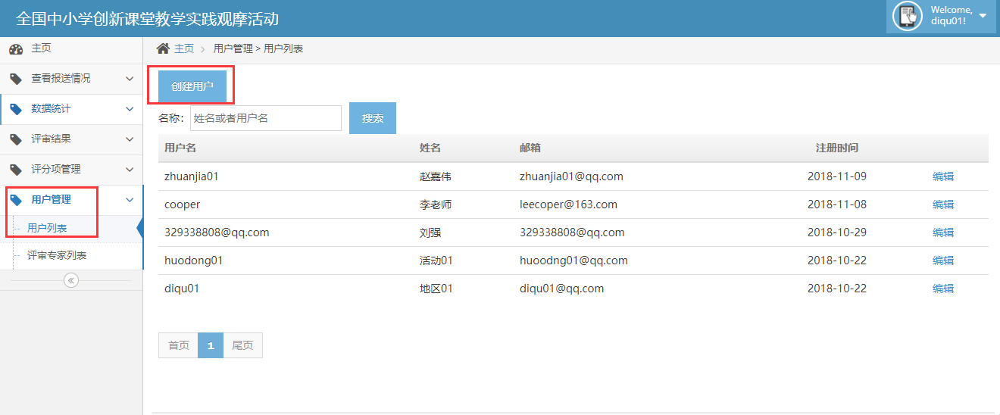 全国中小学创新课堂教学实践观摩活动
Welcome,
diqu01!
主页
查看报送情况
数据统计
评审结果
评分项管理
用户管理
用户列表
评审专家列表
主页 > 用户管理 > 用户列表
创建用户
名称: 姓名或者用户名 搜索
用户名 姓名 邮箱 注册时间
zhuanjia01 赵嘉伟 zhuanjia01@qq.com 2018-11-09 编辑
cooper 李老师 leecoper@163.com 2018-11-08 编辑
329338808@qq.com 刘强 329338808@qq.com 2018-10-29 编辑
huodong01 活动01 huoodng01@qq.com 2018-10-22 编辑
diqu01 地区01 diqu01@qq.com 2018-10-22 编辑
首页 1 尾页